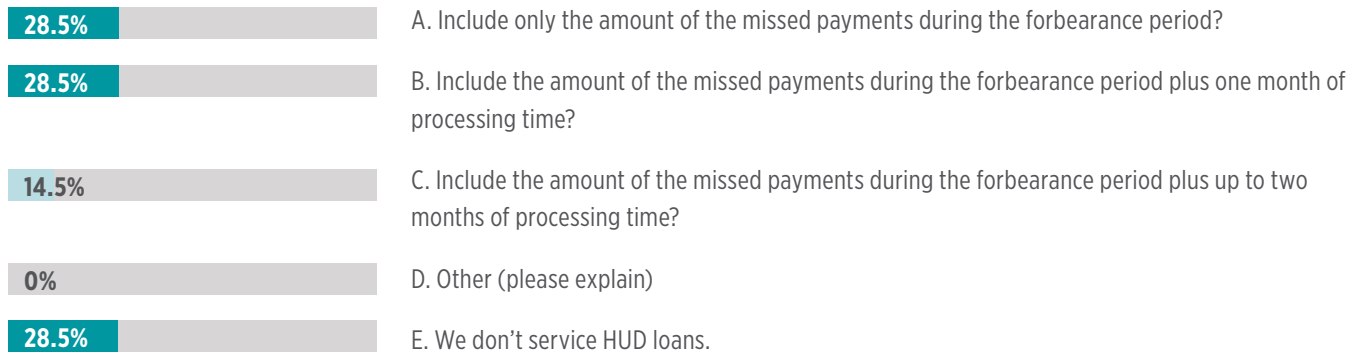 28.5% A. Include only the amount of the missed payments during the forbearance period?
28.5% B. Include the amount of the missed payments during the forbearance period plus one month of
processing time?
14.5% C. Include the amount of the missed payments during the forbearance period plus up to two
months of processing time?
0% D. Other (please explain)
28.5% E. We don’t service HUD loans.